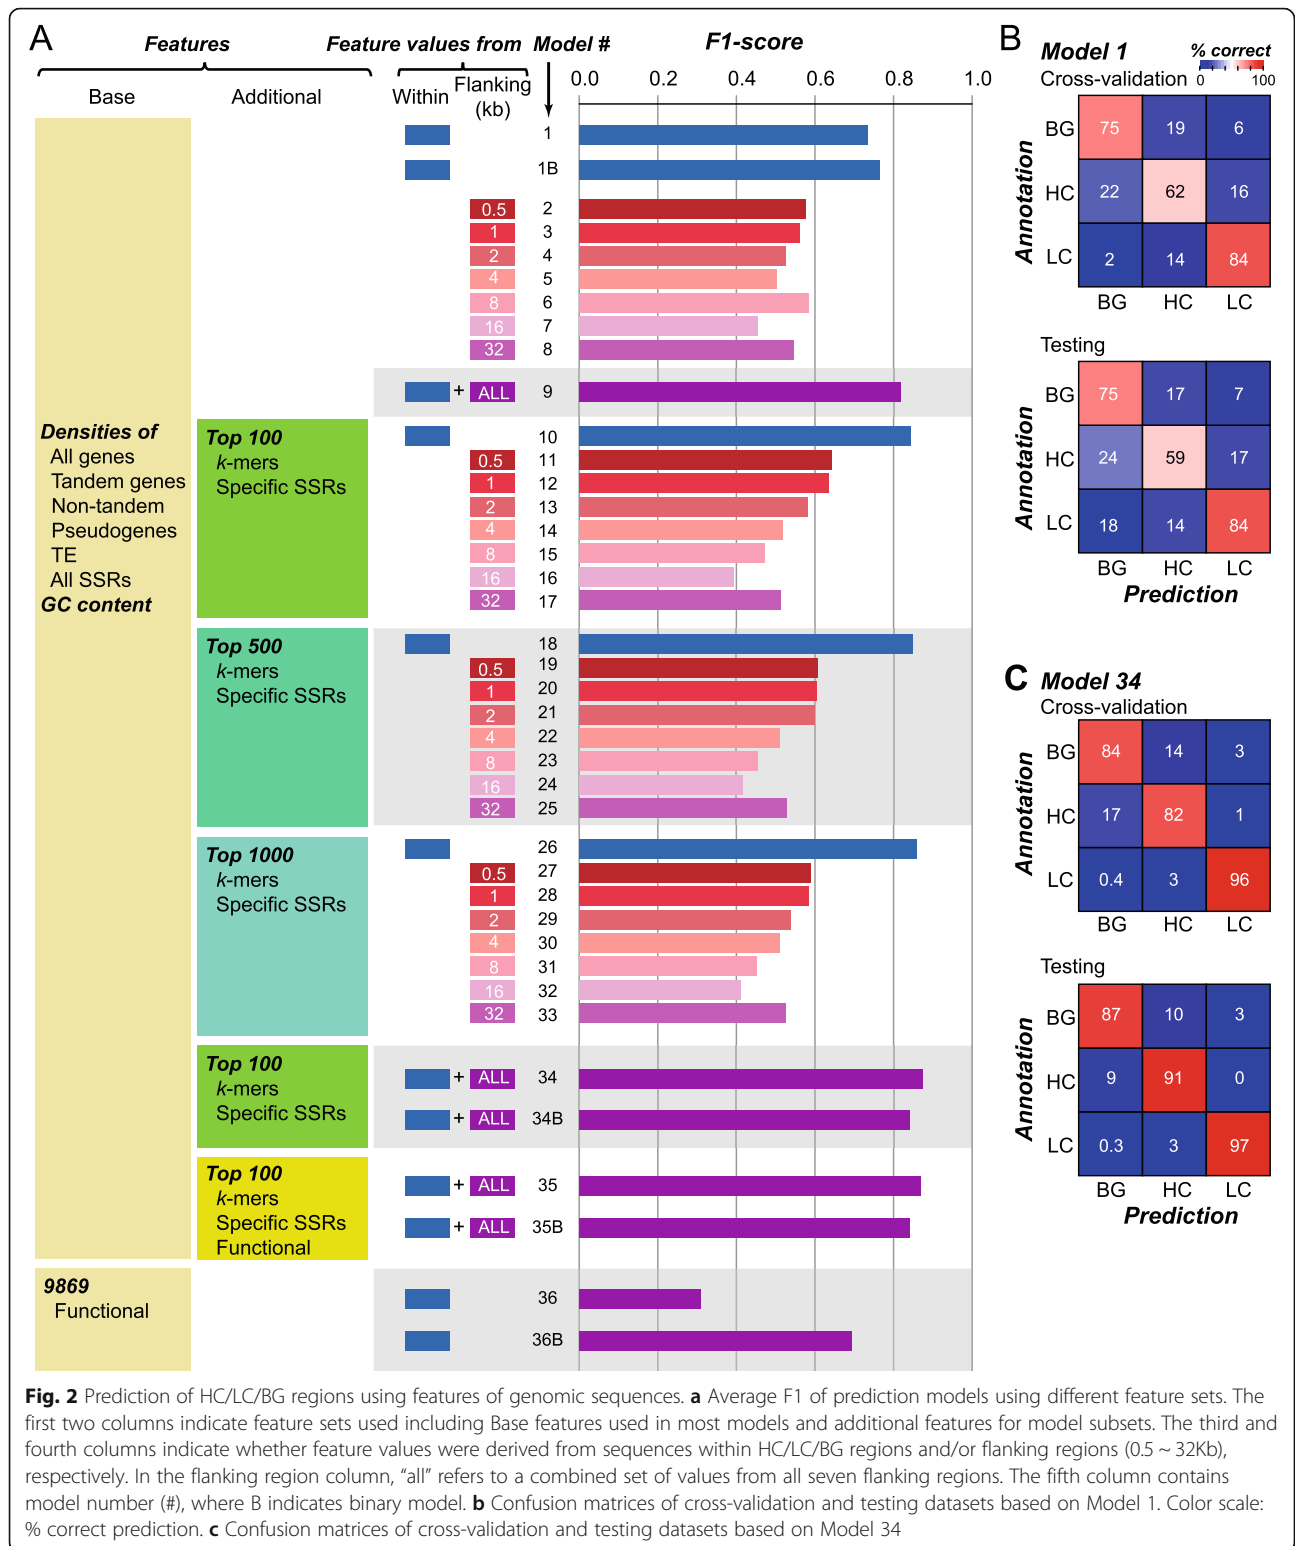 A
Features
Feature values from
Model #
F1-score
Base
Additional
Within
Flanking
(kb)
0.0 0.2 0.4 0.6 0.8 1.0
1
1B
0.5 2
1 3
2 4
4 5
8 6
16 7
32 8
+ ALL 9
Densities of
All genes
Tandem genes
Non-tandem
Pseudogenes
TE
All SSRs
GC content
Top 100
k-mers
Specific SSRs
10
0.5 11
1 12
2 13
4 14
8 15
16 16
32 17
Top 500
k-mers
Specific SSRs
18
0.5 19
1 20
2 21
4 22
8 23
16 24
32 25
Top 1000
k-mers
Specific SSRs
26
0.5 27
1 28
2 29
4 30
8 31
16 32
32 33
Top 100
k-mers
Specific SSRs
+ ALL 34
+ ALL 34B
Top 100
k-mers
Specific SSRs
Functional
+ ALL 35
+ ALL 35B
9869
Functional
36
36B
B
Model 1
% correct
0 100
Cross-validation
Annotation
BG 75 19 6
HC 22 62 16
LC 2 14 84
BG HC LC
Testing
Annotation
BG 75 17 7
HC 24 59 17
LC 18 14 84
BG HC LC
Prediction
C
Model 34
Cross-validation
Annotation
BG 84 14 3
HC 17 82 1
LC 0.4 3 96
BG HC LC
Testing
Annotation
BG 87 10 3
HC 9 91 0
LC 0.3 3 97
BG HC LC
Prediction
Fig. 2 Prediction of HC/LC/BG regions using features of genomic sequences. a Average F1 of prediction models using different feature sets. The
first two columns indicate feature sets used including Base features used in most models and additional features for model subsets. The third and
fourth columns indicate whether feature values were derived from sequences within HC/LC/BG regions and/or flanking regions (0.5 ~ 32Kb),
respectively. In the flanking region column, “all” refers to a combined set of values from all seven flanking regions. The fifth column contains
model number (#), where B indicates binary model. b Confusion matrices of cross-validation and testing datasets based on Model 1. Color scale:
% correct prediction. c Confusion matrices of cross-validation and testing datasets based on Model 34